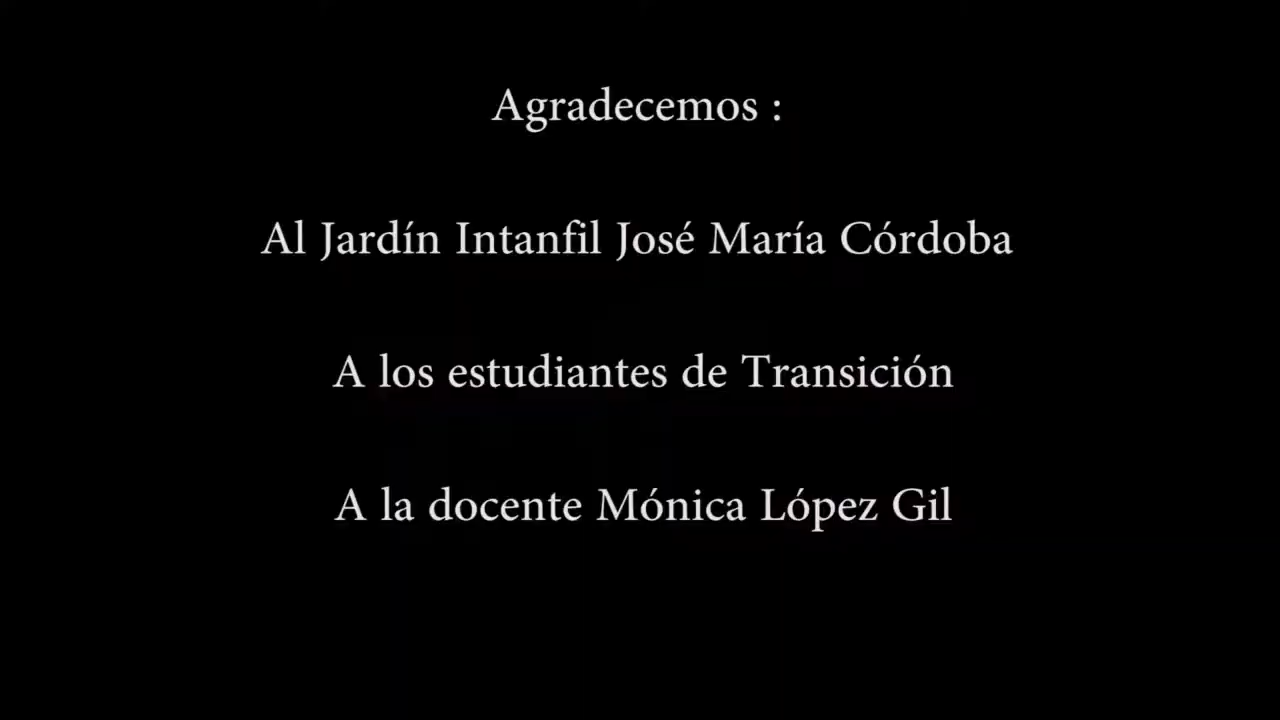 Agradecemos :
Al Jardín Intanfil José María Córdoba
A los estudiantes de Transición
A la docente Mónica López Gil